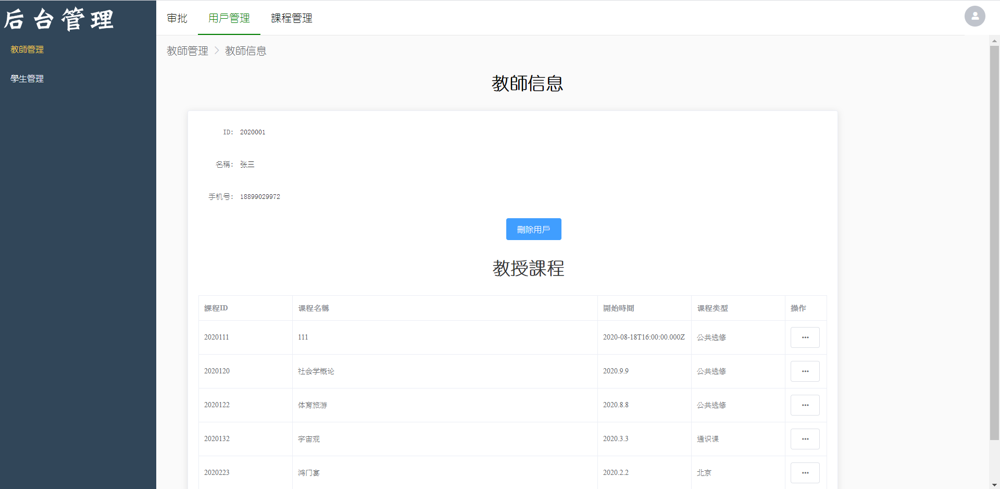 后台管理
審批 用戶管理 課程管理
教師管理
學生管理
教師管理 > 教師信息
教師信息
ID: 2020001
名稱: 张三
手机号: 18899029972
刪除用戶
教授課程
課程ID 课程名稱 開始時間 课程类型 操作
2020111 111 2020-08-18T16:00:00.000Z 公共选修 ···
2020120 社会学概论 2020.9.9 公共选修 ···
2020122 体育旅游 2020.8.8 公共选修 ···
2020132 宇宙观 2020.3.3 通识课 ···
2020223 鸿门宴 2020.2.2 北京 ···